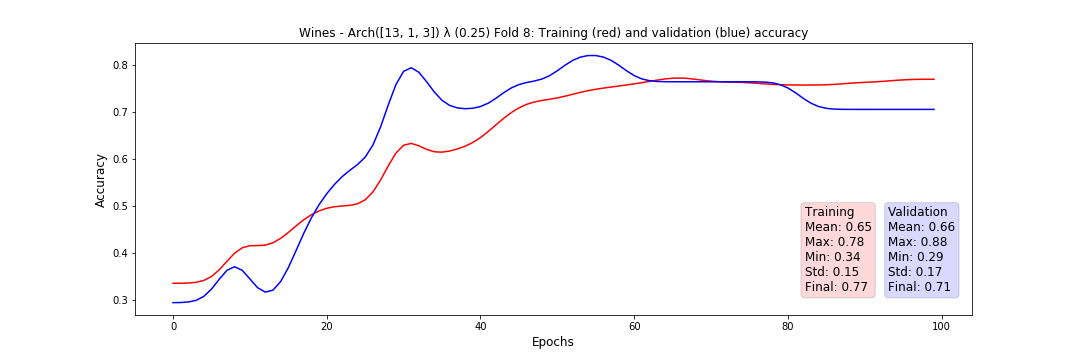 Wines - Arch([13, 1, 3]) λ (0.25) Fold 8: Training (red) and validation (blue) accuracy
Accuracy
0.8
0.7
0.6
0.5
0.4
0.3
Training
Mean: 0.65
Max: 0.78
Min: 0.34
Std: 0.15
Final: 0.77
Validation
Mean: 0.66
Max: 0.88
Min: 0.29
Std: 0.17
Final: 0.71
0 20 40 60 80 100
Epochs